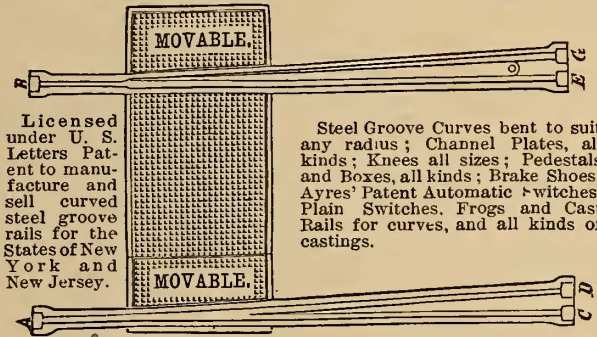 MOVABLE.
B
G
E
Licensed
under U. S.
Letters Pat-
ent to manu-
facture and
sell curved
steel groove
rails for the
States of New
York and
New Jersey.
Steel Groove Curves bent to suit
any radius; Channel Plates, al
kinds; Knees all sizes; Pedestals
and Boxes, all kinds; Brake Shoes
Ayres' Patent Automatic witches
Plain Switches. Frogs and Cast
Rails for curves, and all kinds of
castings.
MOVABLE.
A
D
C